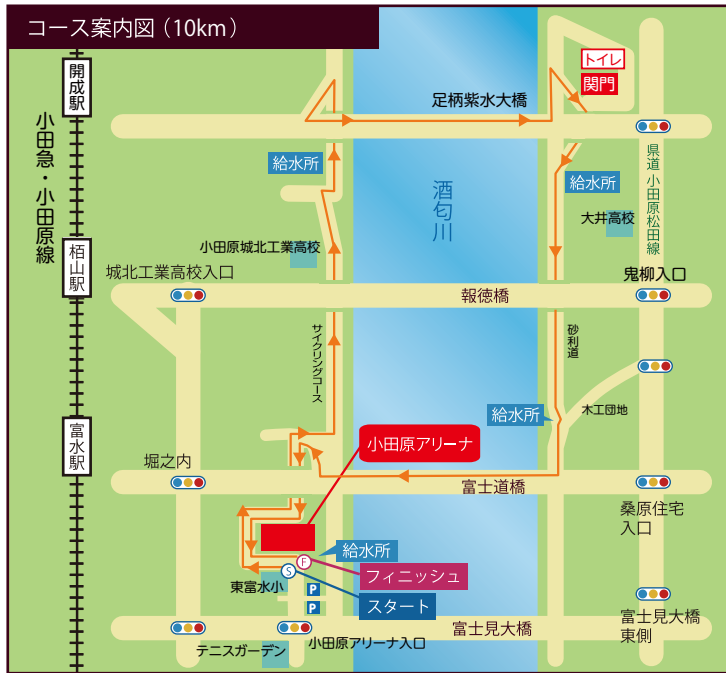 コース案内図（10km）
開成駅
小田急・小田原線
栢山駅
富水駅
トイレ
関門
足柄紫水大橋
給水所
給水所
県道 小田原松田線
酒匂川
大井高校
小田原城北工業高校
城北工業高校入口
報徳橋
鬼柳入口
サイクリングコース
砂利道
給水所
木工団地
小田原アリーナ
堀之内
富士道橋
桑原住宅
入口
給水所
F
フィニッシュ
S
スタート
東富水小
P
P
富士見大橋
東側
富士見大橋
小田原アリーナ入口
テニスガーデン